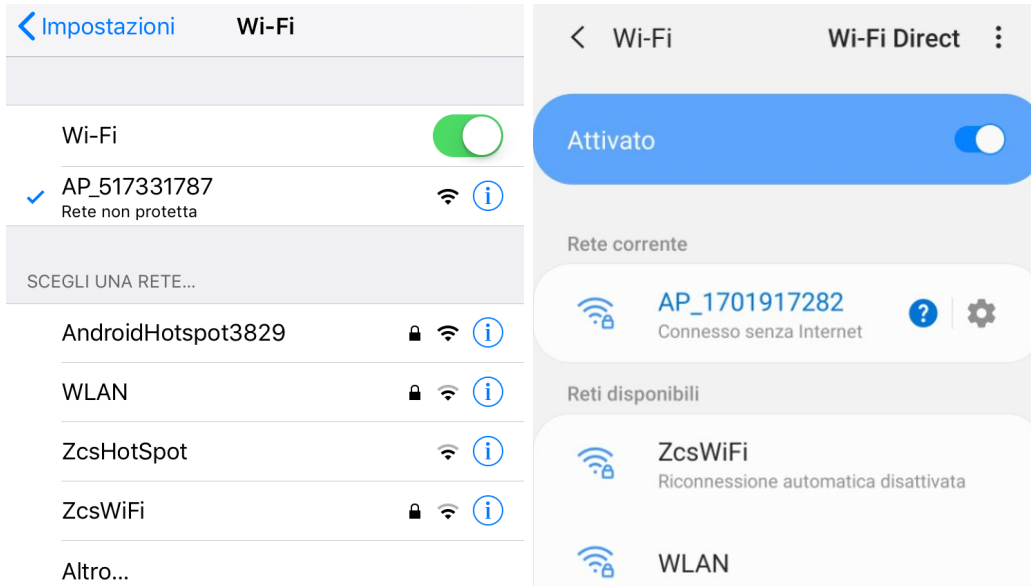 Impostazioni
Wi-Fi
Wi-Fi
AP_517331787
Rete non protetta
SCEGLI UNA RETE...
AndroidHotspot3829
WLAN
ZcsHotSpot
ZcsWiFi
Altro...
Wi-Fi
Wi-Fi Direct
Attivato
Rete corrente
AP_1701917282
Connesso senza Internet
Reti disponibili
ZcsWiFi
Riconnessione automatica disattivata
WLAN